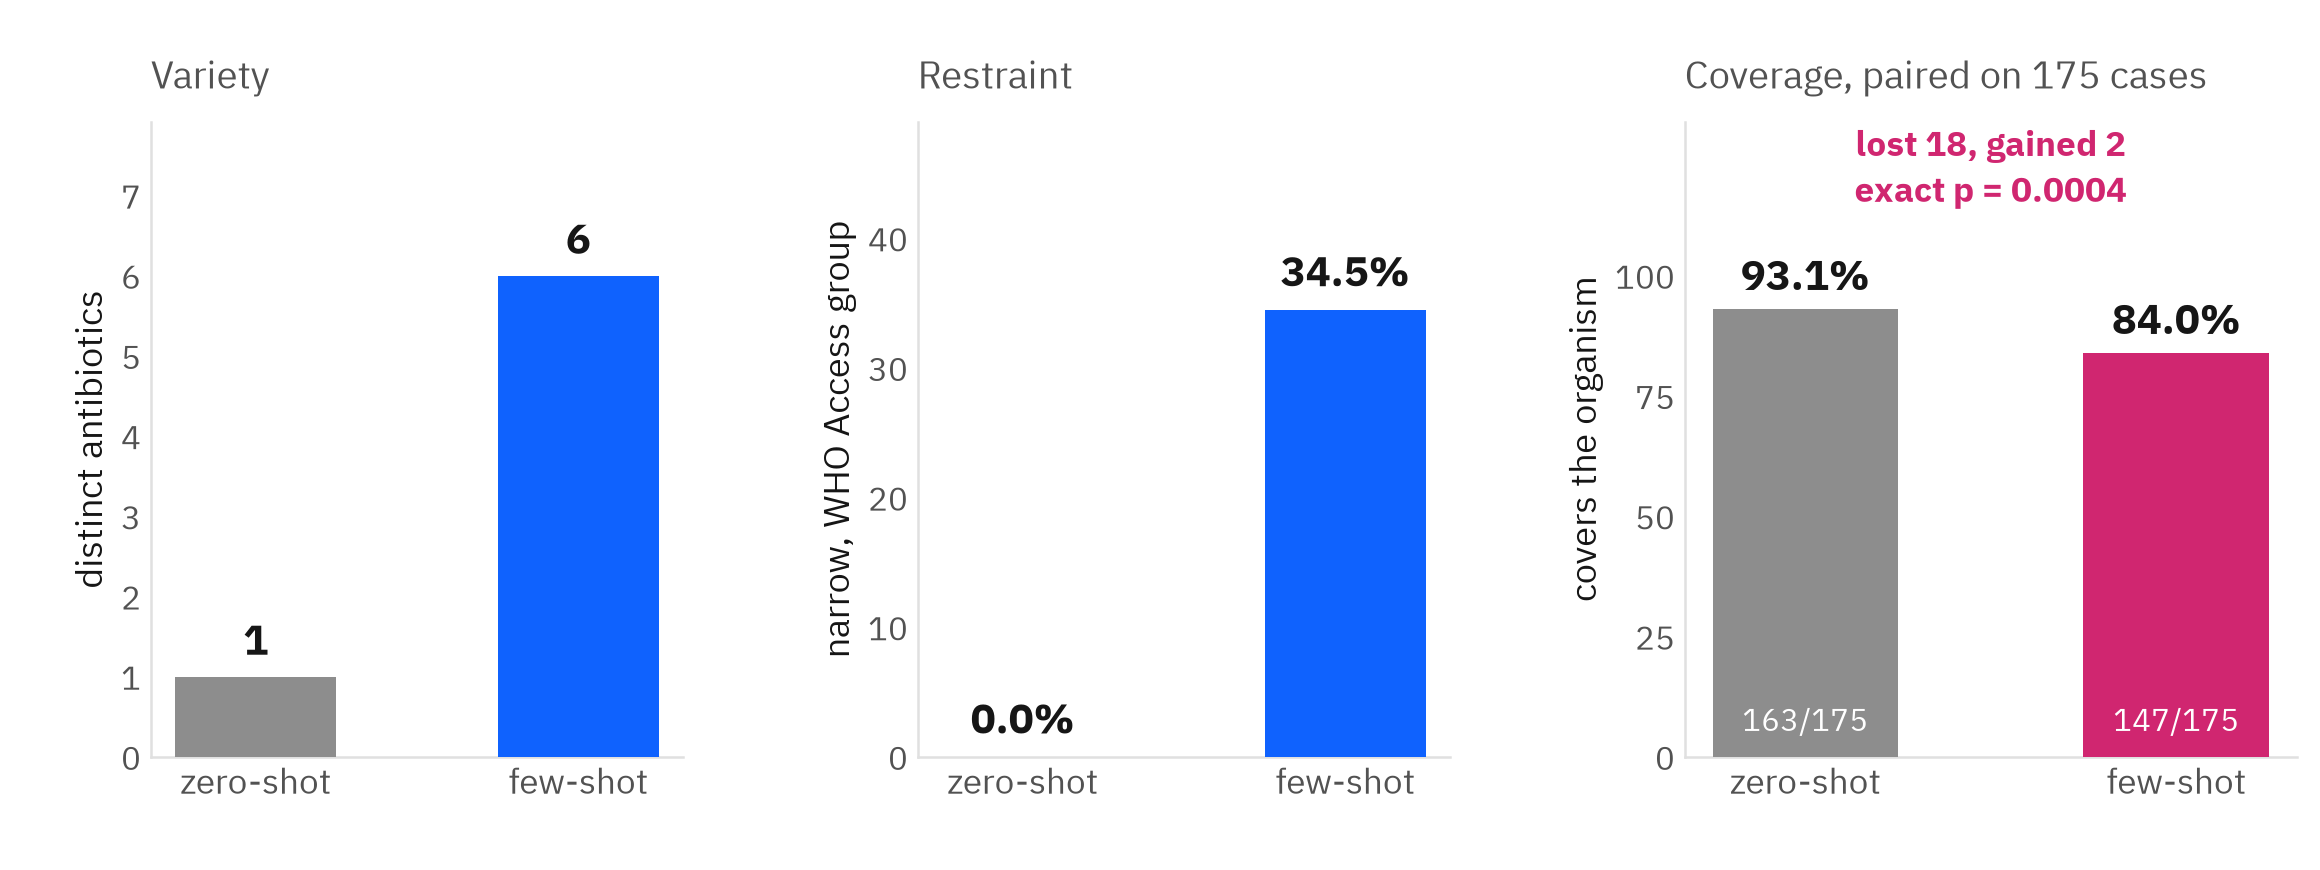 Variety
distinct antibiotics
7
6
5
4
3
2
1
0
1
6
zero-shot
few-shot
Restraint
narrow, WHO Access group
40
30
20
10
0
0.0%
34.5%
zero-shot
few-shot
Coverage, paired on 175 cases
lost 18, gained 2
exact p = 0.0004
covers the organism
100
75
50
25
0
93.1%
84.0%
163/175
147/175
zero-shot
few-shot